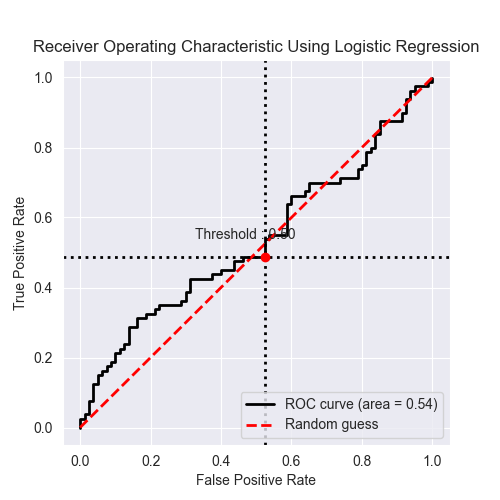 Receiver Operating Characteristic Using Logistic Regression
True Positive Rate
1.0
0.8
0.6
0.4
0.2
0.0
Threshold : 0.50
ROC curve (area = 0.54)
Random guess
0.0 0.2 0.4 0.6 0.8 1.0
False Positive Rate